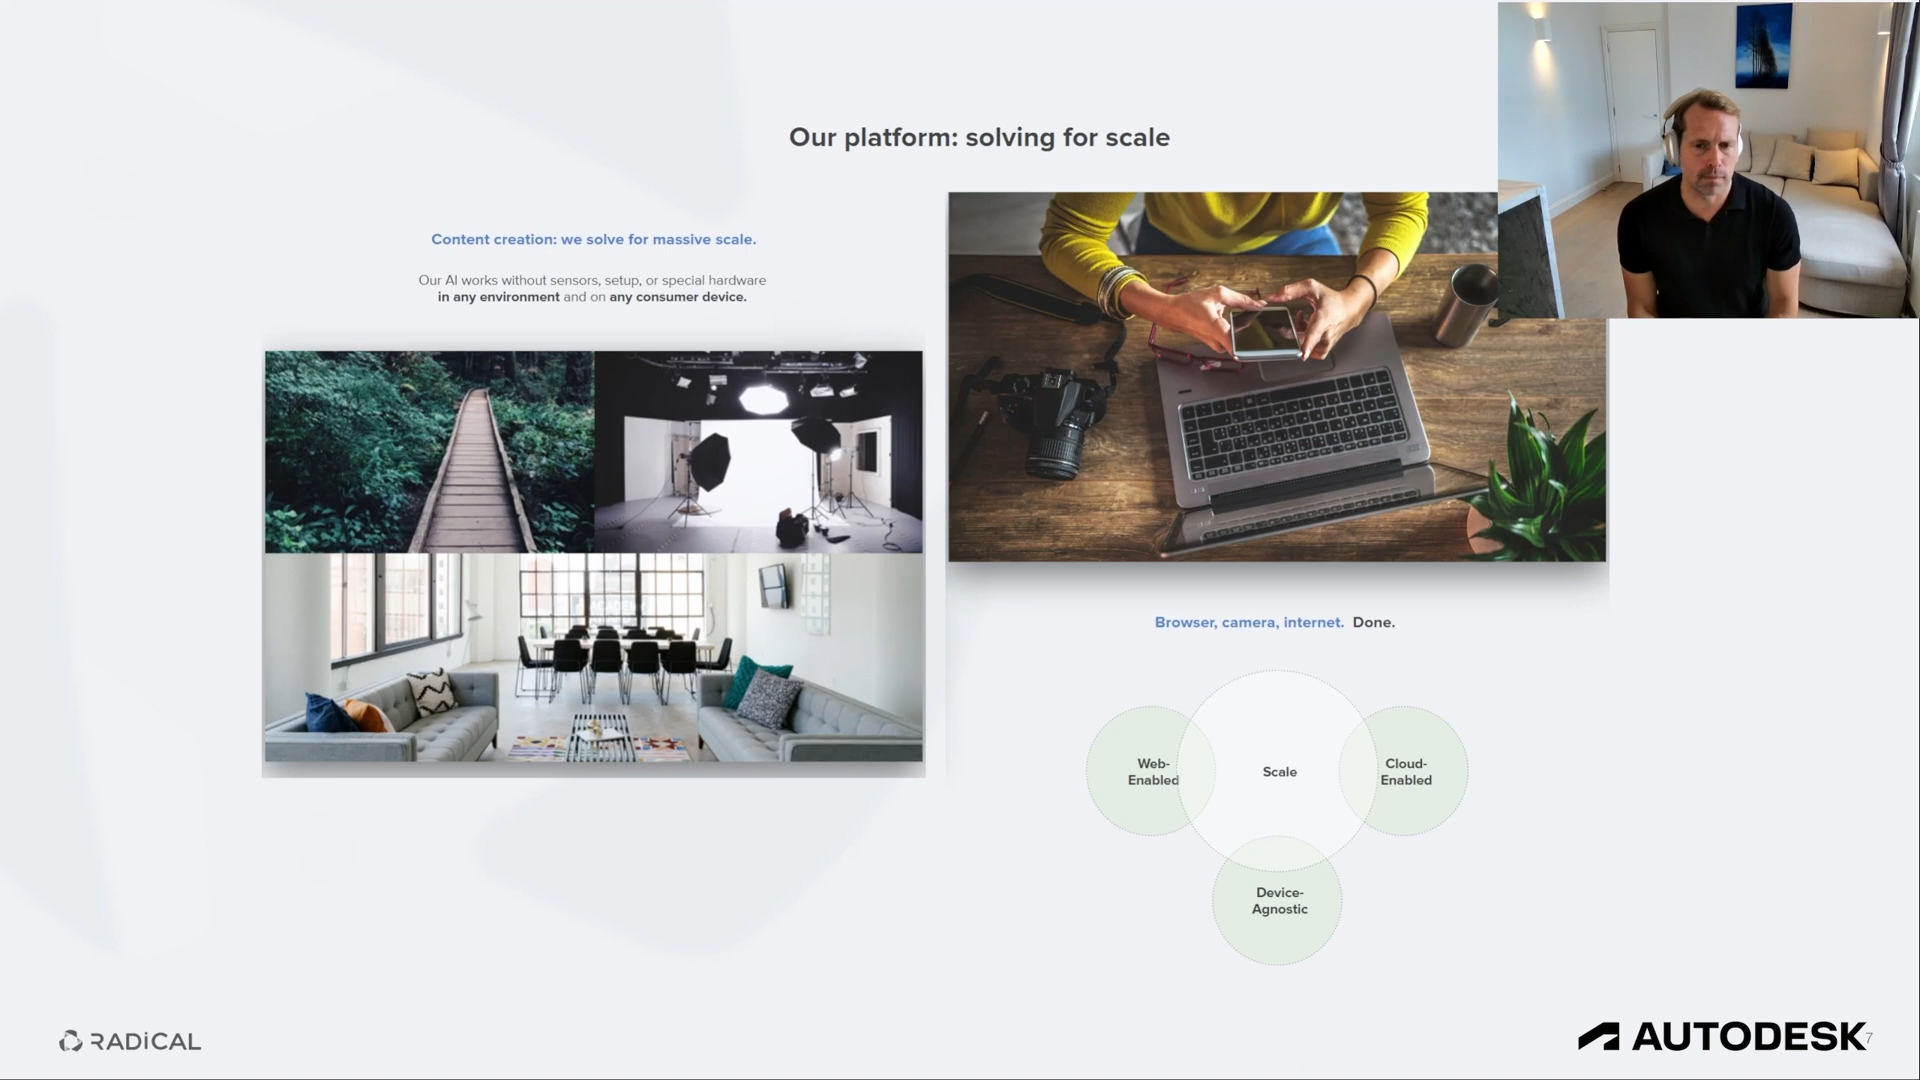 Our platform: solving for scale
Content creation: we solve for massive scale.
Our AI works without sensors, setup, or special hardware
in any environment and on any consumer device.
Browser, camera, internet. Done.
Web-
Enabled
Scale
Cloud-
Enabled
Device-
Agnostic
RADiCAL
AUTODESK
7